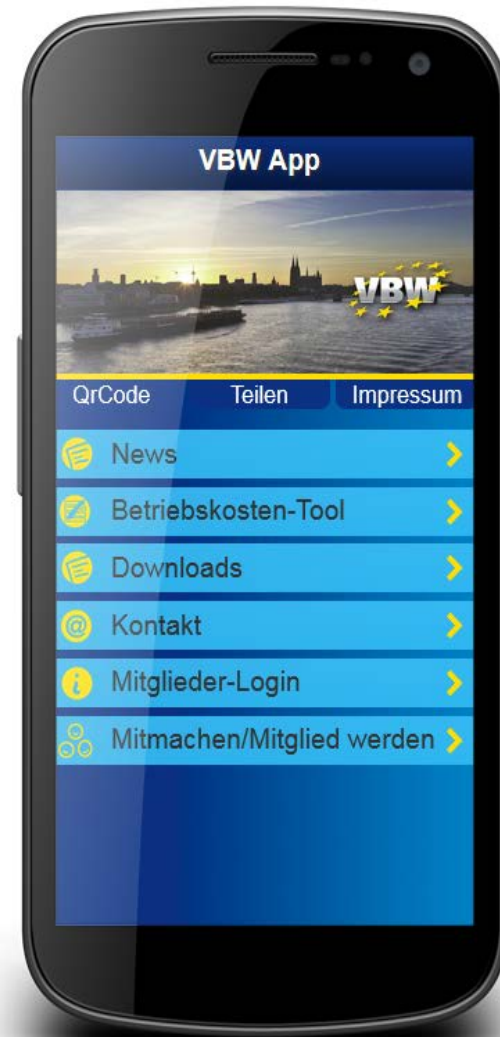 VBW App
VBW
QrCode Teilen Impressum
News
Betriebskosten-Tool
Downloads
Kontakt
Mitglieder-Login
Mitmachen/Mitglied werden